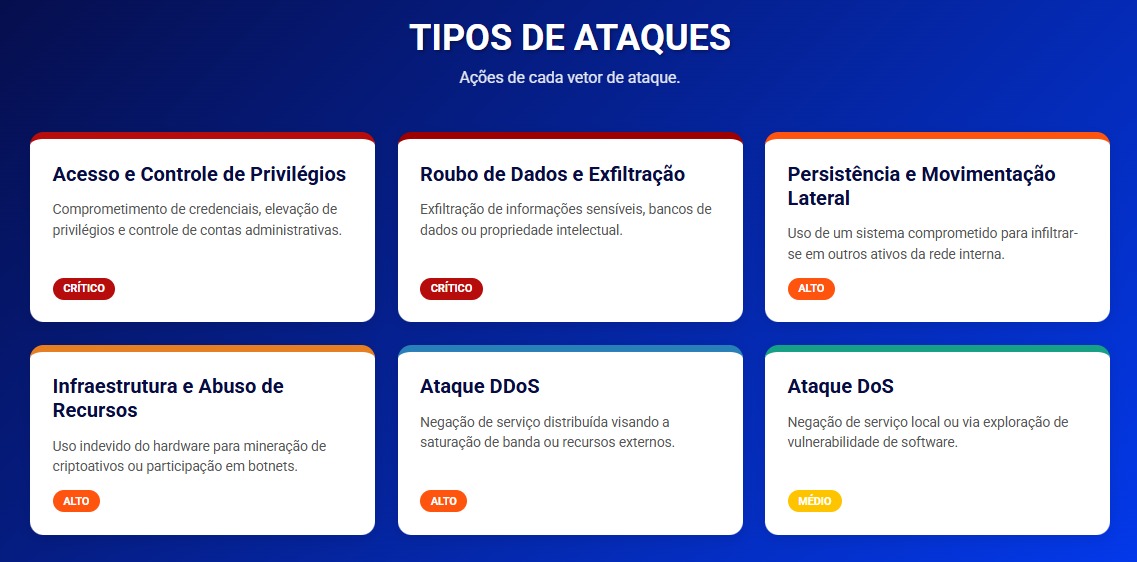 TIPOS DE ATAQUES
Ações de cada vetor de ataque.
Acesso e Controle de Privilégios
Comprometimento de credenciais, elevação de
privilégios e controle de contas administrativas.
CRÍTICO
Roubo de Dados e Exfiltração
Exfiltração de informações sensíveis, bancos de
dados ou propriedade intelectual.
CRÍTICO
Persistência e Movimentação
Lateral
Uso de um sistema comprometido para infiltrar-
se em outros ativos da rede interna.
ALTO
Infraestrutura e Abuso de
Recursos
Uso indevido do hardware para mineração de
criptoativos ou participação em botnets.
ALTO
Ataque DDoS
Negação de serviço distribuída visando a
saturação de banda ou recursos externos.
ALTO
Ataque DoS
Negação de serviço local ou via exploração de
vulnerabilidade de software.
MÉDIO